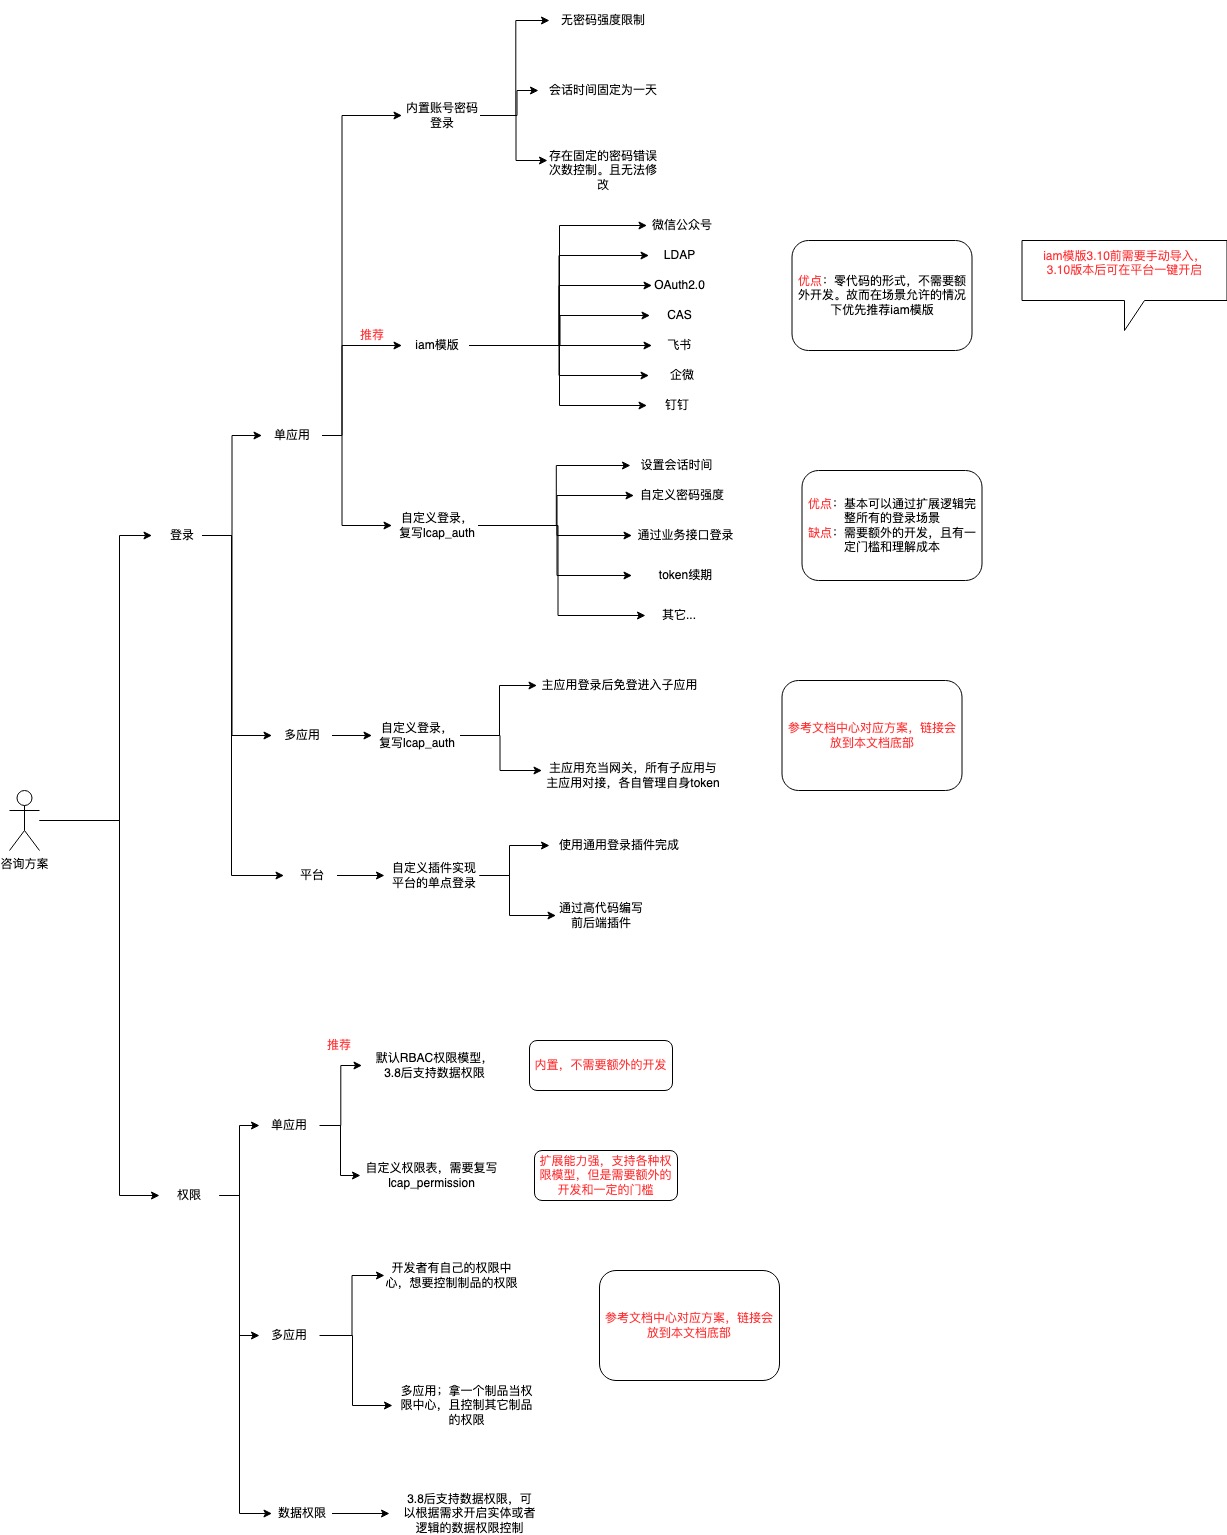 无密码强度限制
会话时间固定为一天
内置账号密码
登录
存在固定的密码错误
次数控制。且无法修
改
微信公众号
LDAP
OAuth2.0
CAS
飞书
企微
钉钉
推荐
iam模版
优点：零代码的形式，不需要额
外开发。故而在场景允许的情况
下优先推荐iam模版
iam模版3.10前需要手动导入，
3.10版本后可在平台一键开启
单应用
设置会话时间
自定义密码强度
自定义登录，
复写lcap_auth
通过业务接口登录
token续期
其它...
优点：基本可以通过扩展逻辑完
整所有的登录场景
缺点：需要额外的开发，且有一
定门槛和理解成本
登录
主应用登录后免登进入子应用
多应用
自定义登录，
复写lcap_auth
主应用充当网关，所有子应用与
主应用对接，各自管理自身token
参考文档中心对应方案，链接会
放到本文档底部
咨询方案
使用通用登录插件完成
平台
自定义插件实现
平台的单点登录
通过高代码编写
前后端插件
推荐
默认RBAC权限模型，
3.8后支持数据权限
内置，不需要额外的开发
单应用
自定义权限表，需要复写
lcap_permission
扩展能力强，支持各种权
限模型，但是需要额外的
开发和一定的门槛
权限
开发者有自己的权限中
心，想要控制制品的权限
多应用
参考文档中心对应方案，链接会
放到本文档底部
多应用；拿一个制品当权
限中心，且控制其它制品
的权限
数据权限
3.8后支持数据权限，可
以根据需求开启实体或者
逻辑的数据权限控制